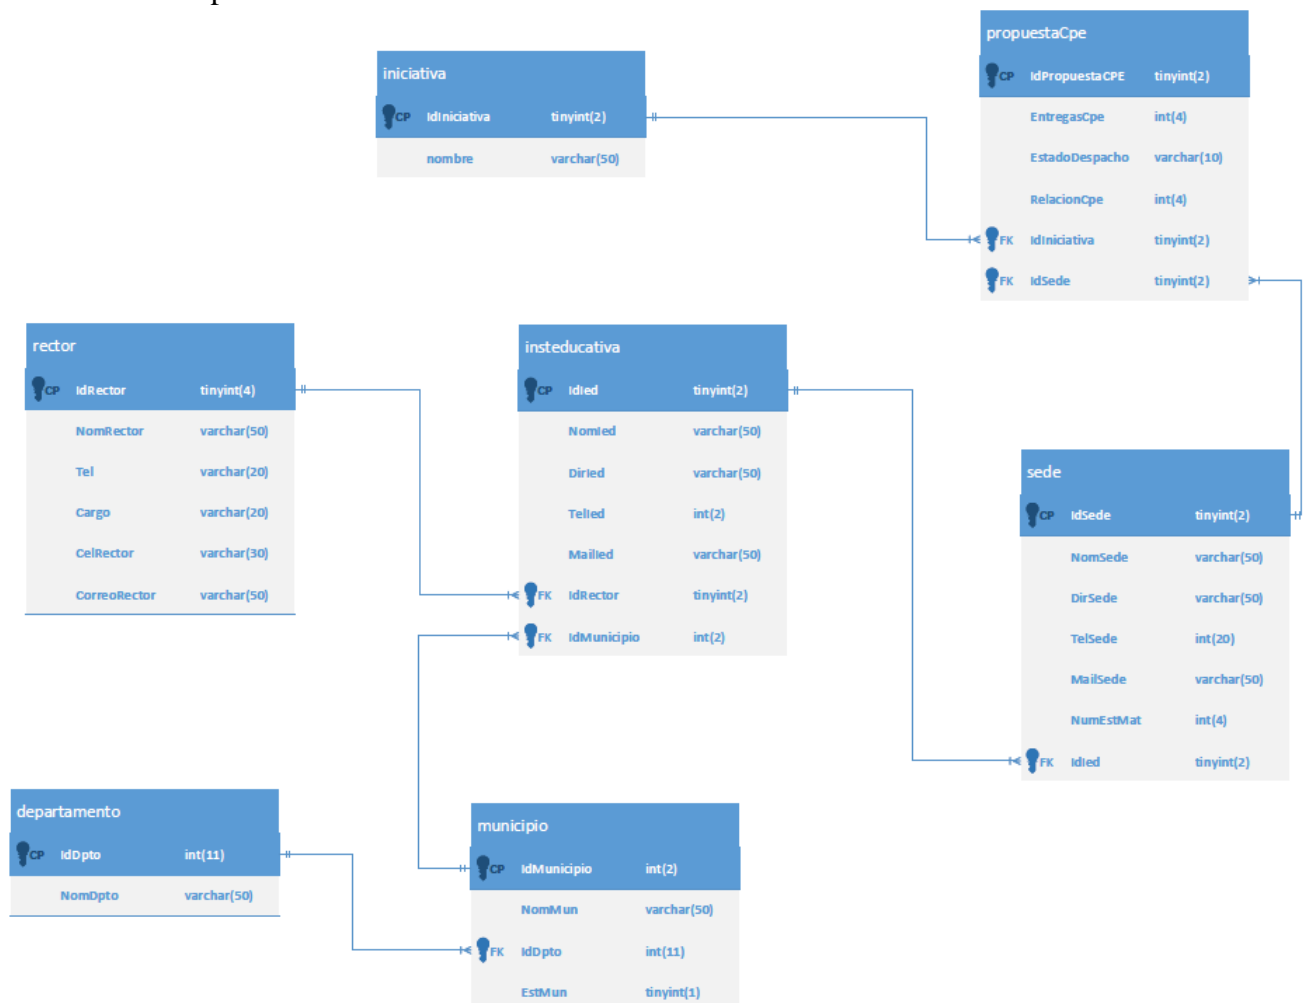 iniciativa
CP IdIniciativa tinyint(2)
nombre varchar(50)
propuestaCpe
CP IdPropuestaCPE tinyint(2)
EntregasCpe int(4)
EstadoDespacho varchar(10)
RelacionCpe int(4)
FK IdIniciativa tinyint(2)
FK IdSede tinyint(2)
rector
CP IdRector tinyint(4)
NomRector varchar(50)
Tel varchar(20)
Cargo varchar(20)
CelRector varchar(30)
CorreoRector varchar(50)
insteducativa
CP IdIed tinyint(2)
NomIed varchar(50)
DirIed varchar(50)
TelIed int(2)
MailIed varchar(50)
FK IdRector tinyint(2)
FK IdMunicipio int(2)
sede
CP IdSede tinyint(2)
NomSede varchar(50)
DirSede varchar(50)
TelSede int(20)
MailSede varchar(50)
NumEstMat int(4)
FK IdIed tinyint(2)
departamento
CP IdDpto int(11)
NomDpto varchar(50)
municipio
CP IdMunicipio int(2)
NomMun varchar(50)
FK IdDpto int(11)
EstMun tinyint(1)